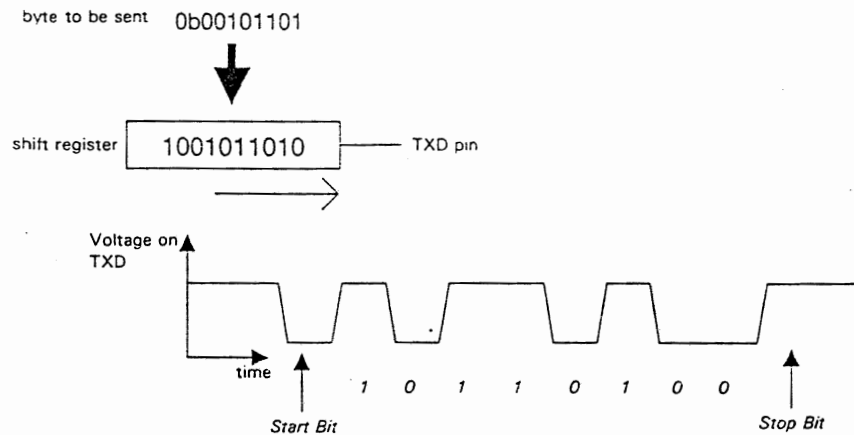 byte to be sent 0b00101101
shift register 1001011010 TXD pin
Voltage on
TXD
time
1 0 1 1 0 1 0 0
Start Bit Stop Bit